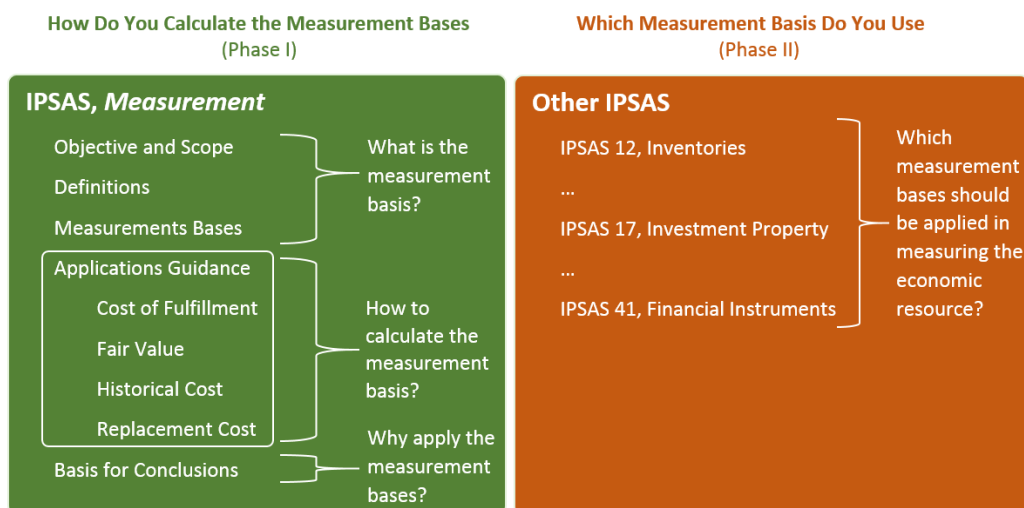 How Do You Calculate the Measurement Bases
(Phase I)
IPSAS, Measurement
Objective and Scope
Definitions
Measurements Bases
What is the
measurement
basis?
Applications Guidance
Cost of Fulfillment
Fair Value
Historical Cost
Replacement Cost
How to
calculate the
measurement
basis?
Basis for Conclusions
Why apply the
measurement
bases?
Which Measurement Basis Do You Use
(Phase II)
Other IPSAS
IPSAS 12, Inventories
...
IPSAS 17, Investment Property
...
IPSAS 41, Financial Instruments
Which
measurement
bases should
be applied in
measuring the
economic
resource?